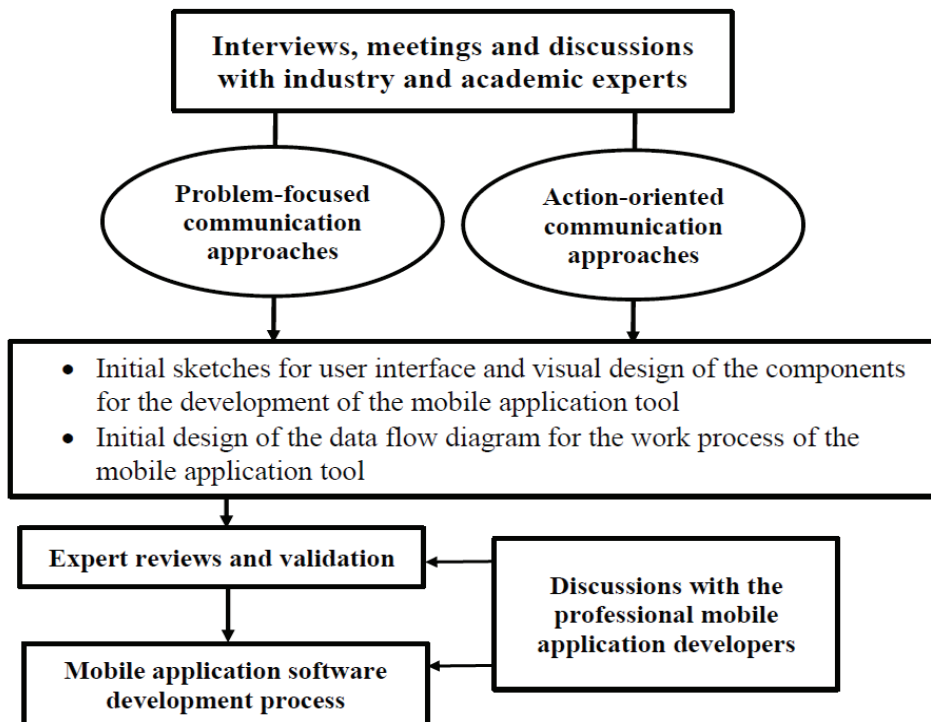 Interviews, meetings and discussions
with industry and academic experts
Problem-focused
communication
approaches
Action-oriented
communication
approaches
• Initial sketches for user interface and visual design of the components
for the development of the mobile application tool
• Initial design of the data flow diagram for the work process of the
mobile application tool
Expert reviews and validation
Discussions with the
professional mobile
application developers
Mobile application software
development process